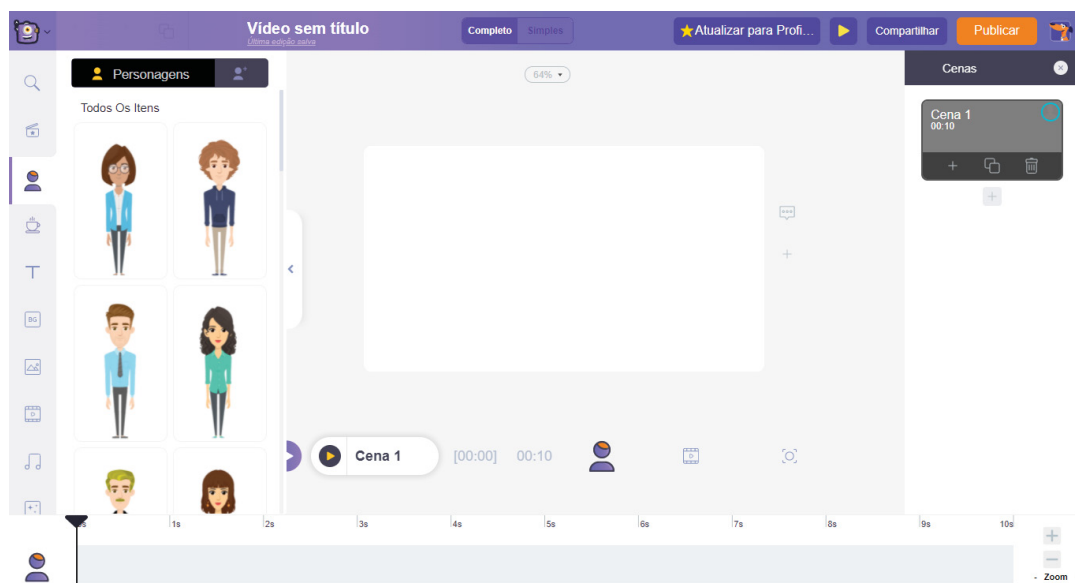 Vídeo sem título
Última edição salva
Completo
Simples
Atualizar para Profi...
Compartilhar
Publicar
Personagens
Todos Os Itens
64%
Cenas
Cena 1
00:10
T
BG
Cena 1
[00:00]
00:10
1s
2s
3s
4s
5s
6s
7s
8s
9s
10s
- Zoom